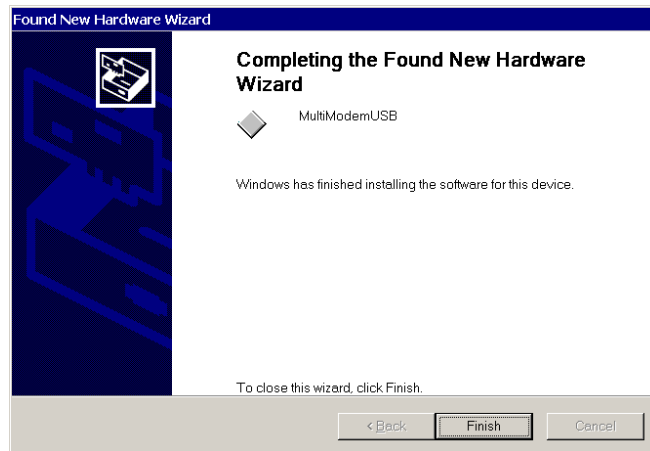 Found New Hardware Wizard
Completing the Found New Hardware
Wizard
MultiModemUSB
Windows has finished installing the software for this device.
To close this wizard, click Finish.
< Back
Finish
Cancel